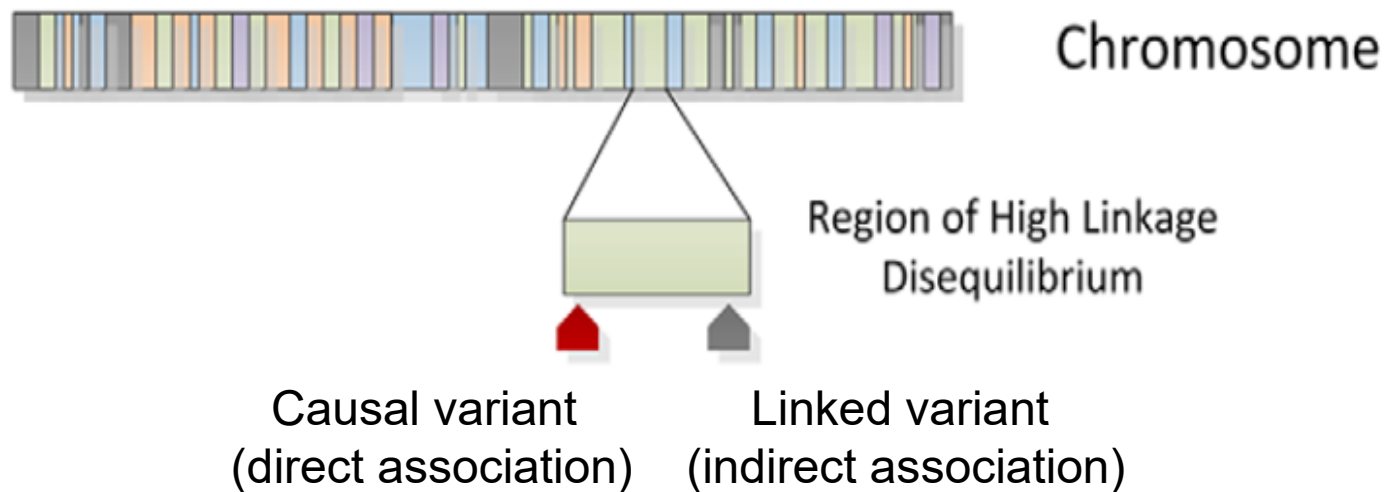 Chromosome
Region of High Linkage
Disequilibrium
Causal variant
(direct association)
Linked variant
(indirect association)